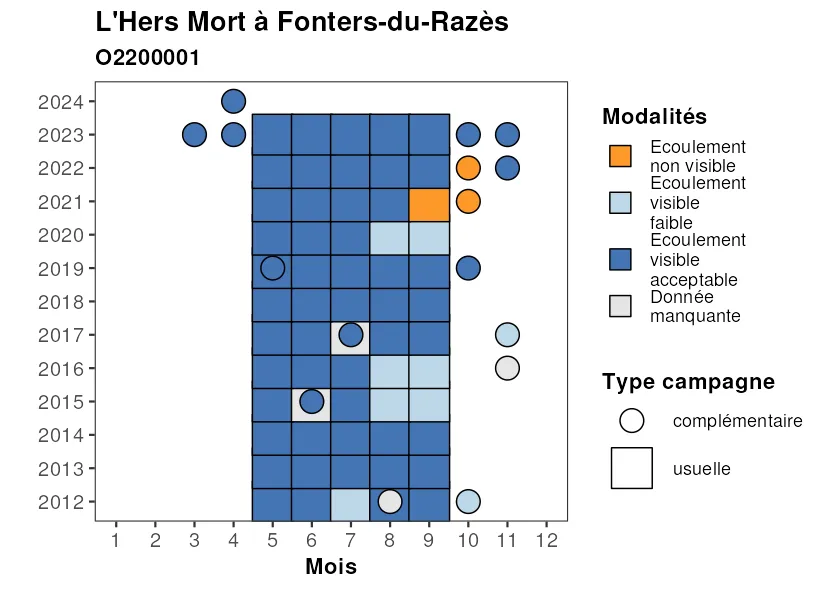 L'Hers Mort à Fonters-du-Razès
O2200001
2024
2023
2022
2021
2020
2019
2018
2017
2016
2015
2014
2013
2012
1 2 3 4 5 6 7 8 9 10 11 12
Mois
Modalités
Ecoulement
non visible
Ecoulement
visible
faible
Ecoulement
visible
acceptable
Donnée
manquante
Type campagne
complémentaire
usuelle